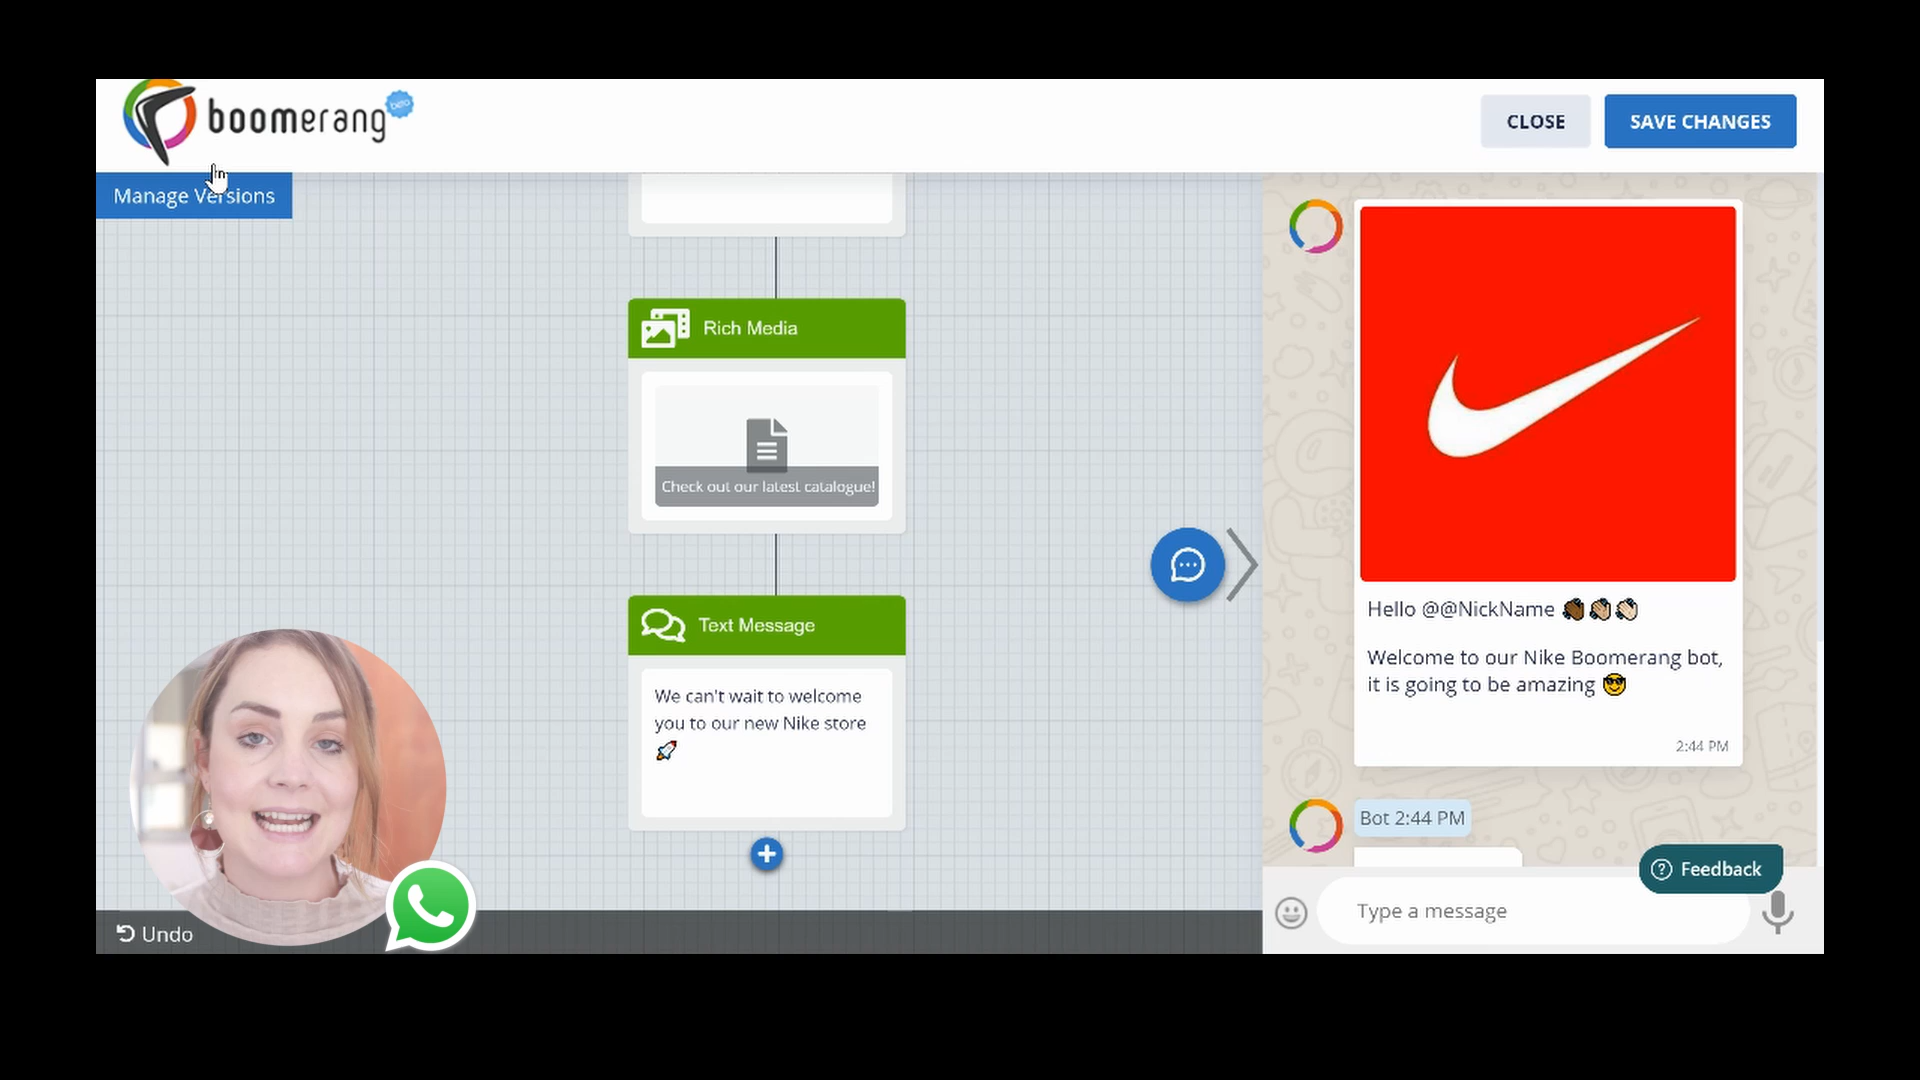 boomerang
beta
CLOSE
SAVE CHANGES
Manage Versions
Rich Media
Check out our latest catalogue!
Text Message
We can't wait to welcome
you to our new Nike store
🚀
Undo
Hello @@NickName 👏🏾👏🏽👏🏻
Welcome to our Nike Boomerang bot,
it is going to be amazing 😎
2:44 PM
Bot 2:44 PM
Feedback
Type a message